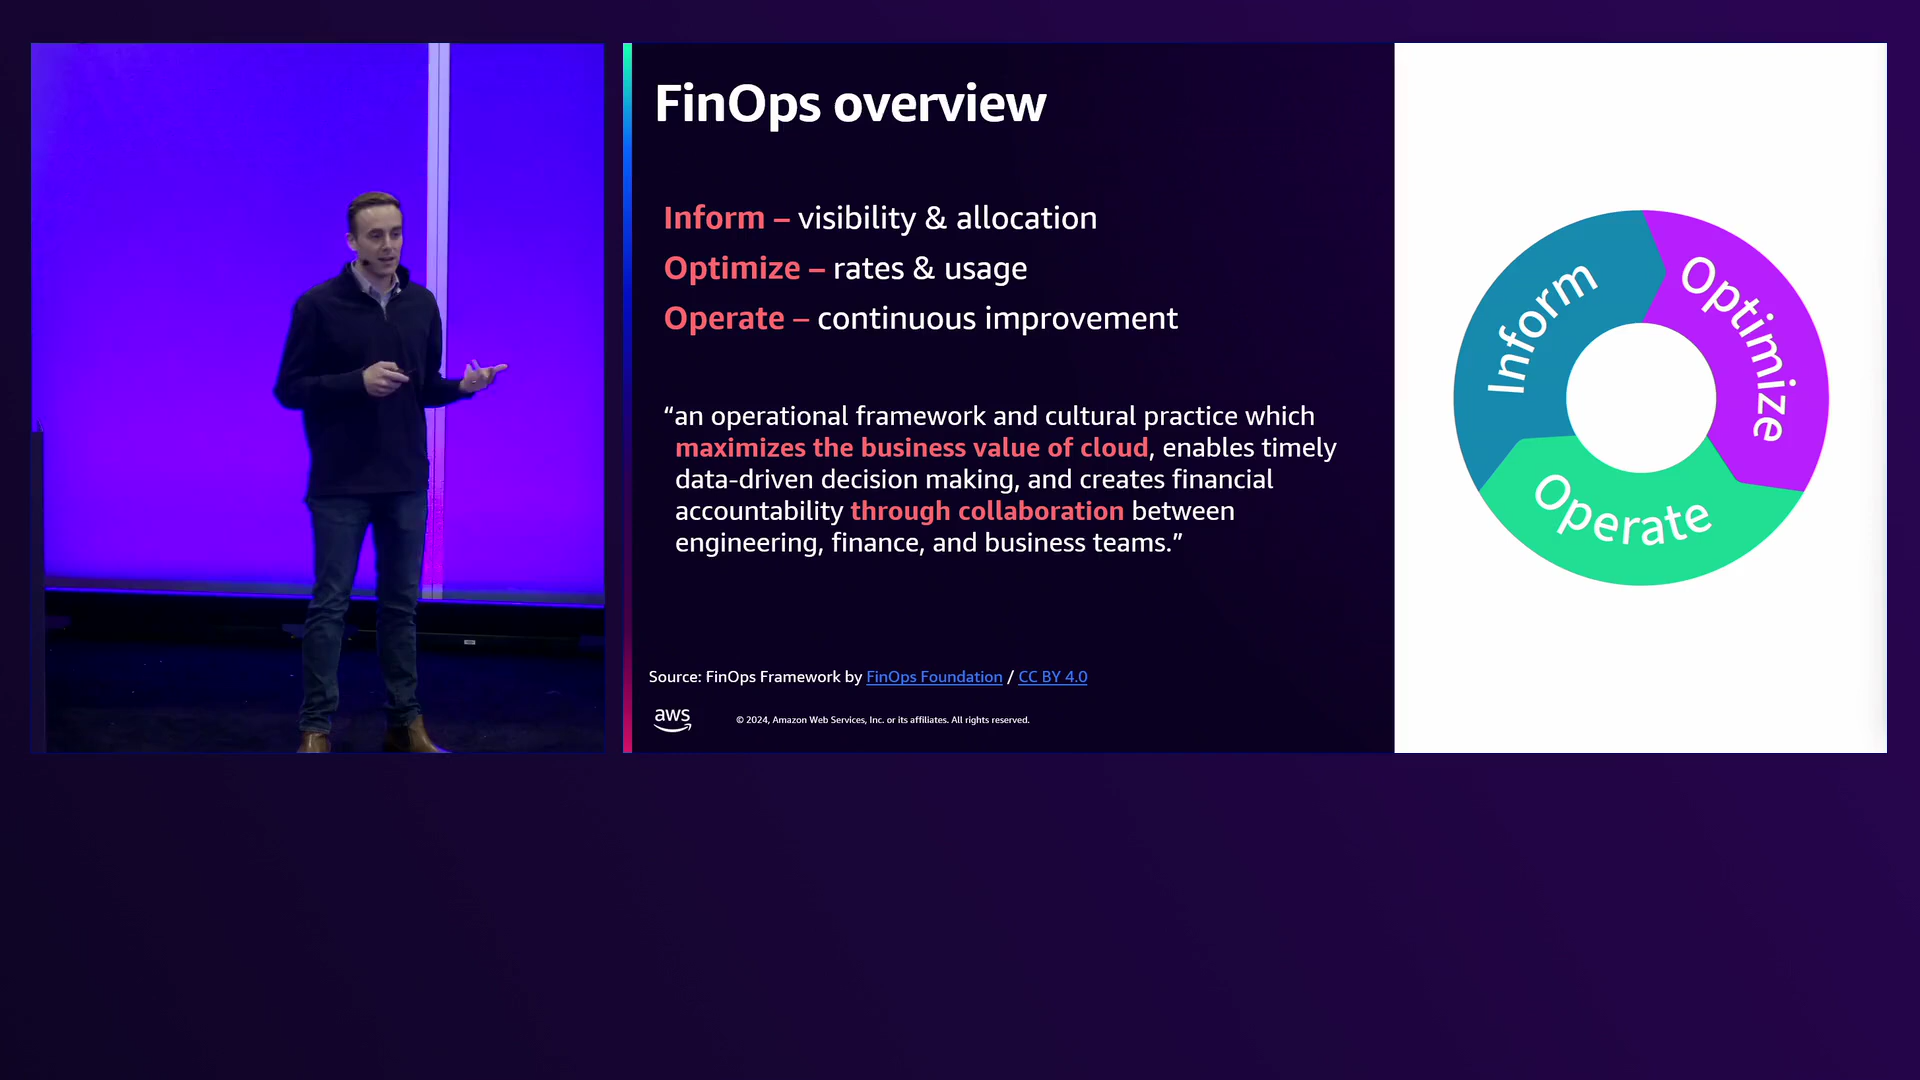 FinOps overview
Inform – visibility & allocation
Optimize – rates & usage
Operate – continuous improvement
“an operational framework and cultural practice which
maximizes the business value of cloud, enables timely
data-driven decision making, and creates financial
accountability through collaboration between
engineering, finance, and business teams.”
Source: FinOps Framework by FinOps Foundation / CC BY 4.0
aws
© 2024, Amazon Web Services, Inc. or its affiliates. All rights reserved.
Inform
Optimize
Operate